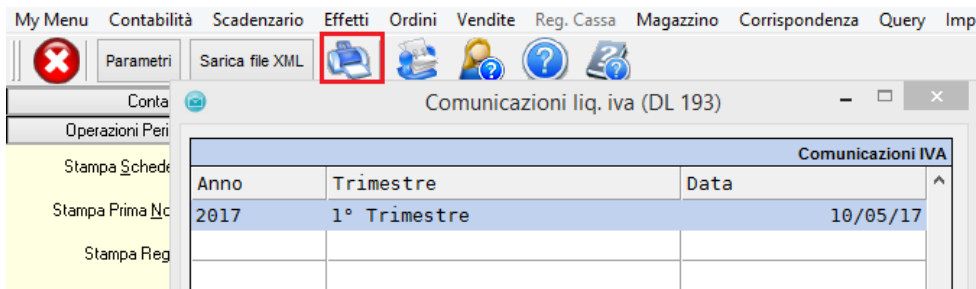 My Menu Contabilità Scadenzario Effetti Ordini Vendite Reg. Cassa Magazzino Corrispondenza Query Imp
Parametri Sarica file XML
Conta
Comunicazioni liq. iva (DL 193)
Operazioni Peri
Comunicazioni IVA
Stampa Schede
Anno Trimestre Data
Stampa Prima No
2017 1° Trimestre 10/05/17
Stampa Reg